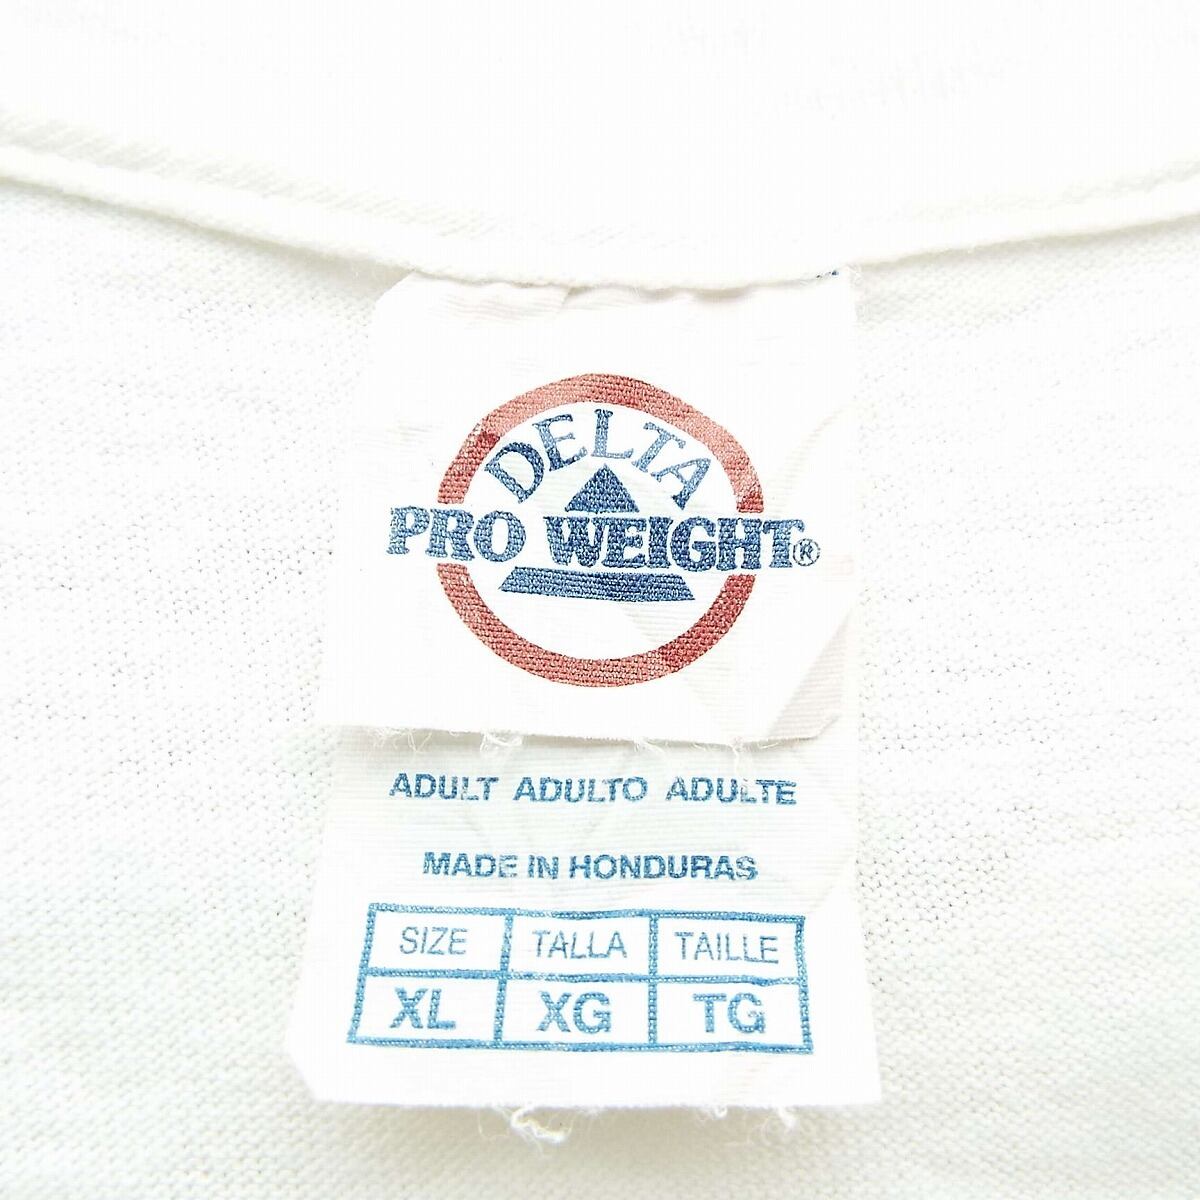 DELTA
PRO WEIGHT®
ADULT ADULTO ADULTE
MADE IN HONDURAS
SIZE TALLA TAILLE
XL XG TG